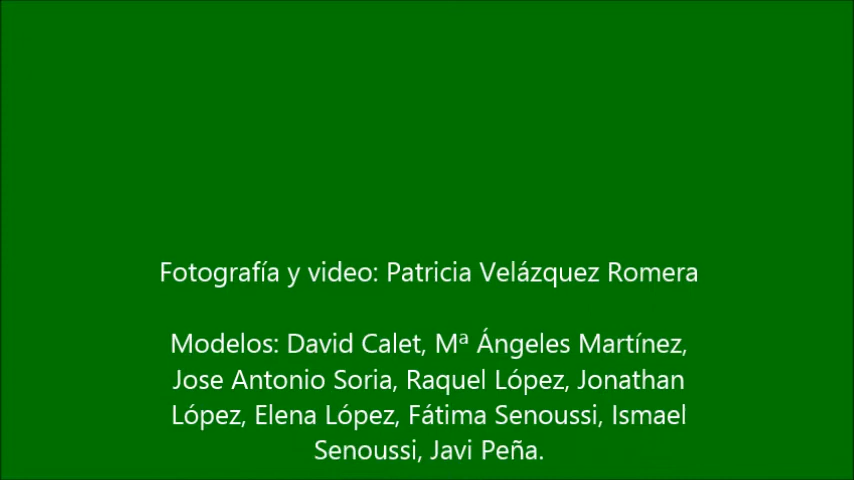 Fotografía y video: Patricia Velázquez Romera
Modelos: David Calet, Mª Ángeles Martínez,
Jose Antonio Soria, Raquel López, Jonathan
López, Elena López, Fátima Senoussi, Ismael
Senoussi, Javi Peña.